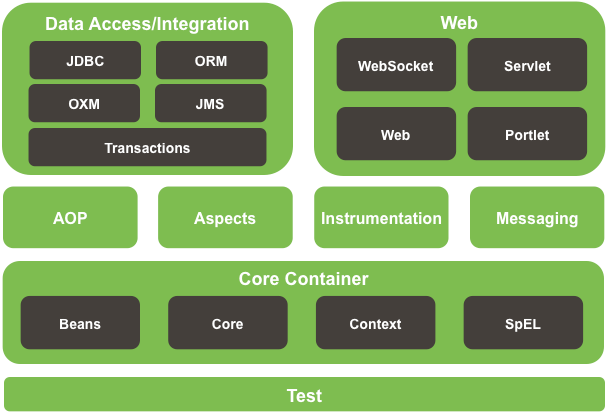 Data Access/Integration
JDBC
ORM
OXM
JMS
Transactions
Web
WebSocket
Servlet
Web
Portlet
AOP
Aspects
Instrumentation
Messaging
Core Container
Beans
Core
Context
SpEL
Test